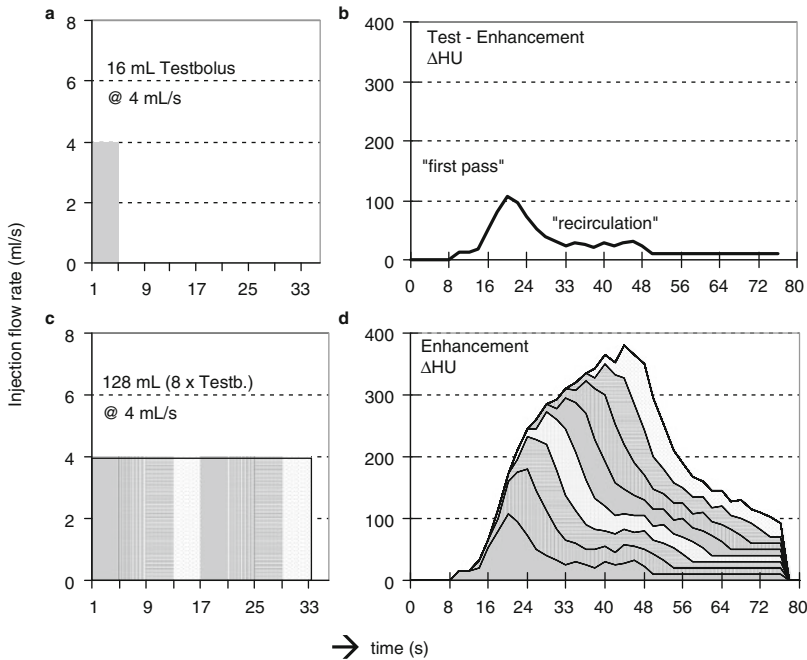 a
8
6
4
2
0
16 mL Testbolus
@ 4 mL/s
1 9 17 25 33
b
400
300
200
100
0
Test - Enhancement
ΔHU
"first pass"
"recirculation"
0 8 16 24 33 40 48 56 64 72 80
Injection flow rate (ml/s)
c
8
6
4
2
0
128 mL (8 x Testb.)
@ 4 mL/s
1 9 17 25 33
d
400
300
200
100
0
Enhancement
ΔHU
0 8 16 24 33 40 48 56 64 72 80
→ time (s)